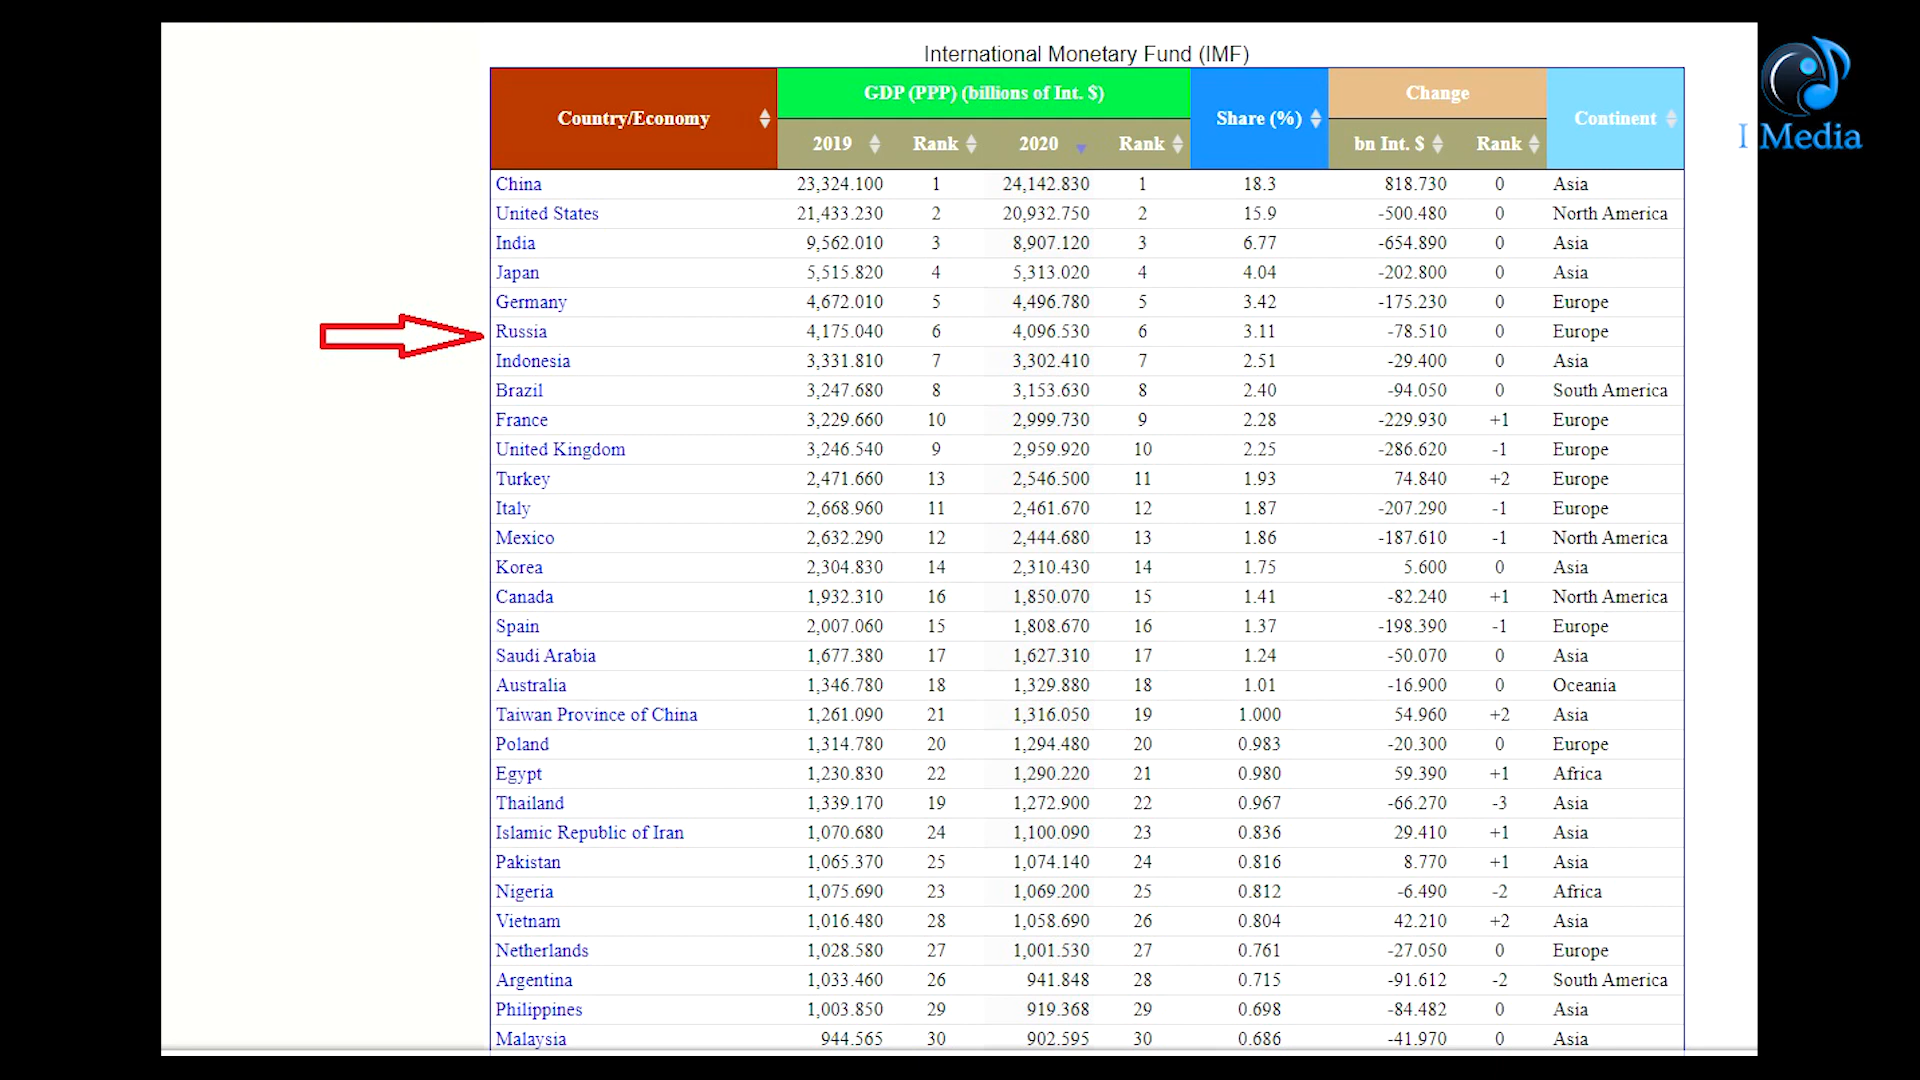 International Monetary Fund (IMF)
I Media
Country/Economy GDP (PPP) (billions of Int. $) Share (%) Change Continent
2019 Rank 2020 Rank bn Int. $ Rank
China 23,324.100 1 24,142.830 1 18.3 818.730 0 Asia
United States 21,433.230 2 20,932.750 2 15.9 -500.480 0 North America
India 9,562.010 3 8,907.120 3 6.77 -654.890 0 Asia
Japan 5,515.820 4 5,313.020 4 4.04 -202.800 0 Asia
Germany 4,672.010 5 4,496.780 5 3.42 -175.230 0 Europe
Russia 4,175.040 6 4,096.530 6 3.11 -78.510 0 Europe
Indonesia 3,331.810 7 3,302.410 7 2.51 -29.400 0 Asia
Brazil 3,247.680 8 3,153.630 8 2.40 -94.050 0 South America
France 3,229.660 10 2,999.730 9 2.28 -229.930 +1 Europe
United Kingdom 3,246.540 9 2,959.920 10 2.25 -286.620 -1 Europe
Turkey 2,471.660 13 2,546.500 11 1.93 74.840 +2 Europe
Italy 2,668.960 11 2,461.670 12 1.87 -207.290 -1 Europe
Mexico 2,632.290 12 2,444.680 13 1.86 -187.610 -1 North America
Korea 2,304.830 14 2,310.430 14 1.75 5.600 0 Asia
Canada 1,932.310 16 1,850.070 15 1.41 -82.240 +1 North America
Spain 2,007.060 15 1,808.670 16 1.37 -198.390 -1 Europe
Saudi Arabia 1,677.380 17 1,627.310 17 1.24 -50.070 0 Asia
Australia 1,346.780 18 1,329.880 18 1.01 -16.900 0 Oceania
Taiwan Province of China 1,261.090 21 1,316.050 19 1.000 54.960 +2 Asia
Poland 1,314.780 20 1,294.480 20 0.983 -20.300 0 Europe
Egypt 1,230.830 22 1,290.220 21 0.980 59.390 +1 Africa
Thailand 1,339.170 19 1,272.900 22 0.967 -66.270 -3 Asia
Islamic Republic of Iran 1,070.680 24 1,100.090 23 0.836 29.410 +1 Asia
Pakistan 1,065.370 25 1,074.140 24 0.816 8.770 +1 Asia
Nigeria 1,075.690 23 1,069.200 25 0.812 -6.490 -2 Africa
Vietnam 1,016.480 28 1,058.690 26 0.804 42.210 +2 Asia
Netherlands 1,028.580 27 1,001.530 27 0.761 -27.050 0 Europe
Argentina 1,033.460 26 941.848 28 0.715 -91.612 -2 South America
Philippines 1,003.850 29 919.368 29 0.698 -84.482 0 Asia
Malaysia 944.565 30 902.595 30 0.686 -41.970 0 Asia